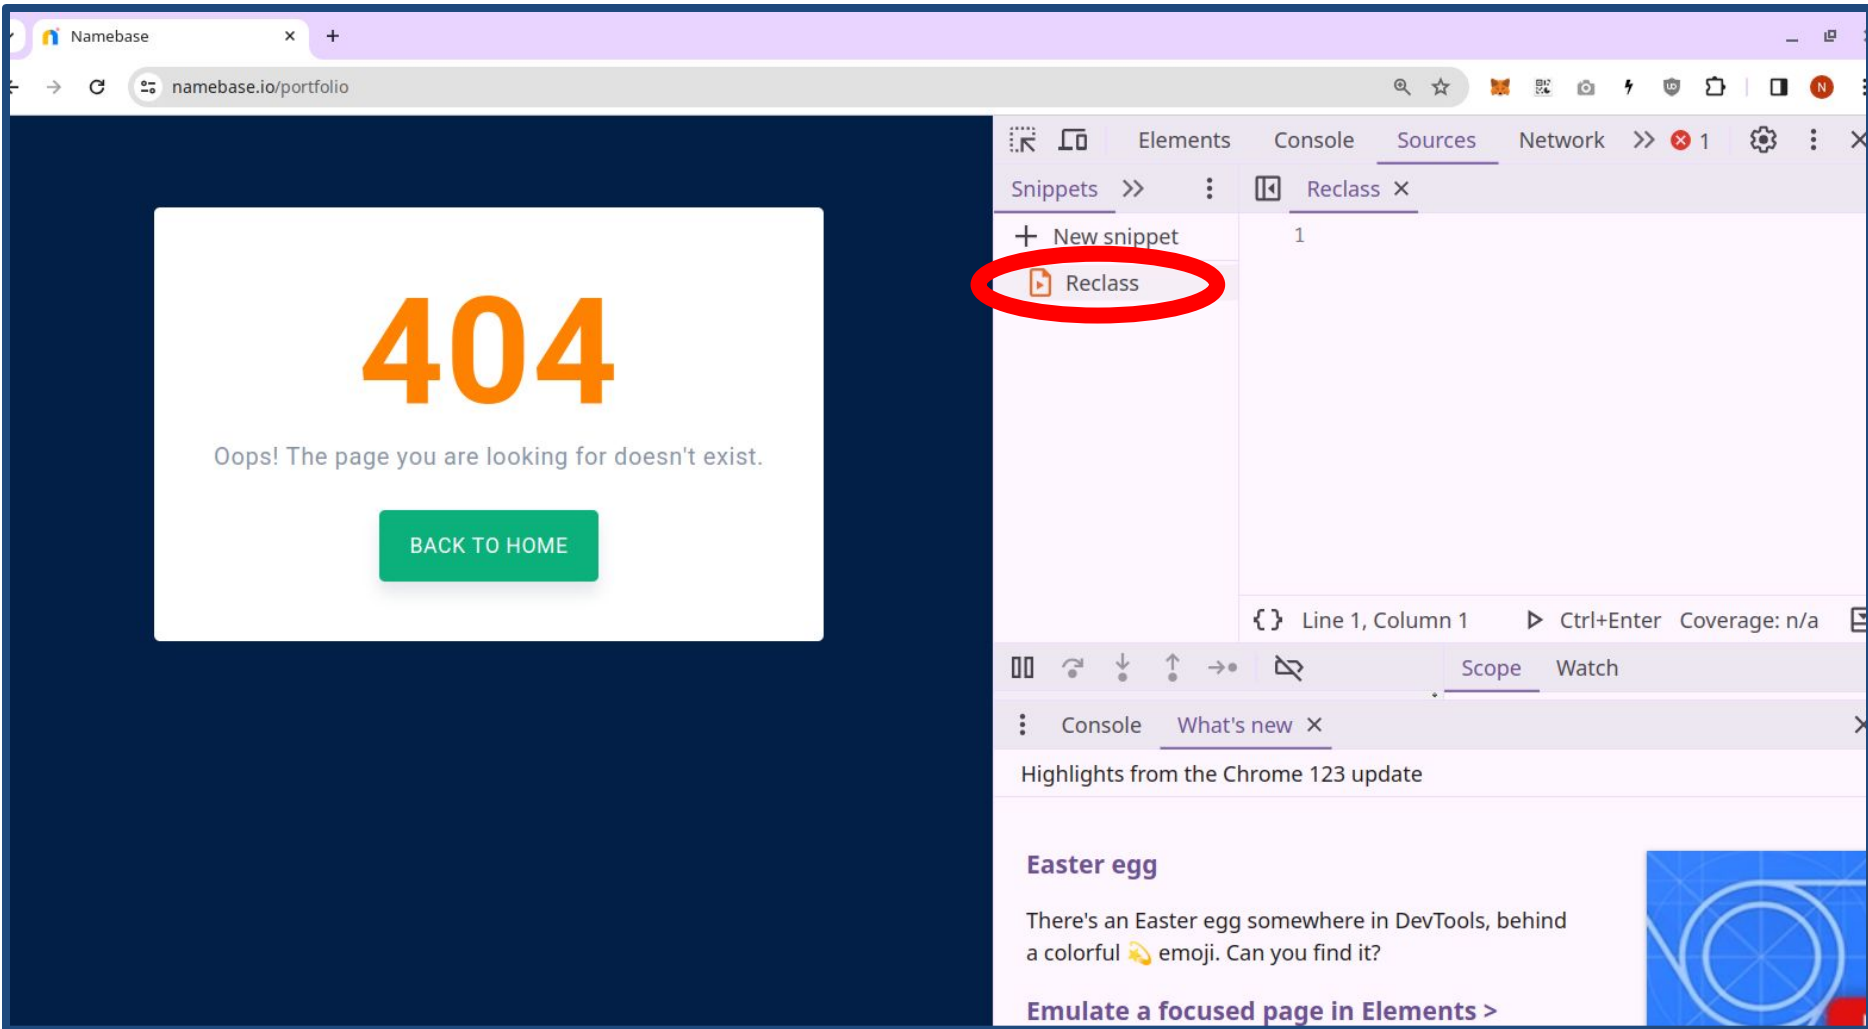 Namebase
namebase.io/portfolio
N
Elements Console Sources Network 1
Snippets
Reclass
New snippet
1
Reclass
404
Oops! The page you are looking for doesn't exist.
BACK TO HOME
{} Line 1, Column 1 Ctrl+Enter Coverage: n/a
Scope Watch
Console What's new
Highlights from the Chrome 123 update
Easter egg
There's an Easter egg somewhere in DevTools, behind
a colorful 💫 emoji. Can you find it?
Emulate a focused page in Elements >